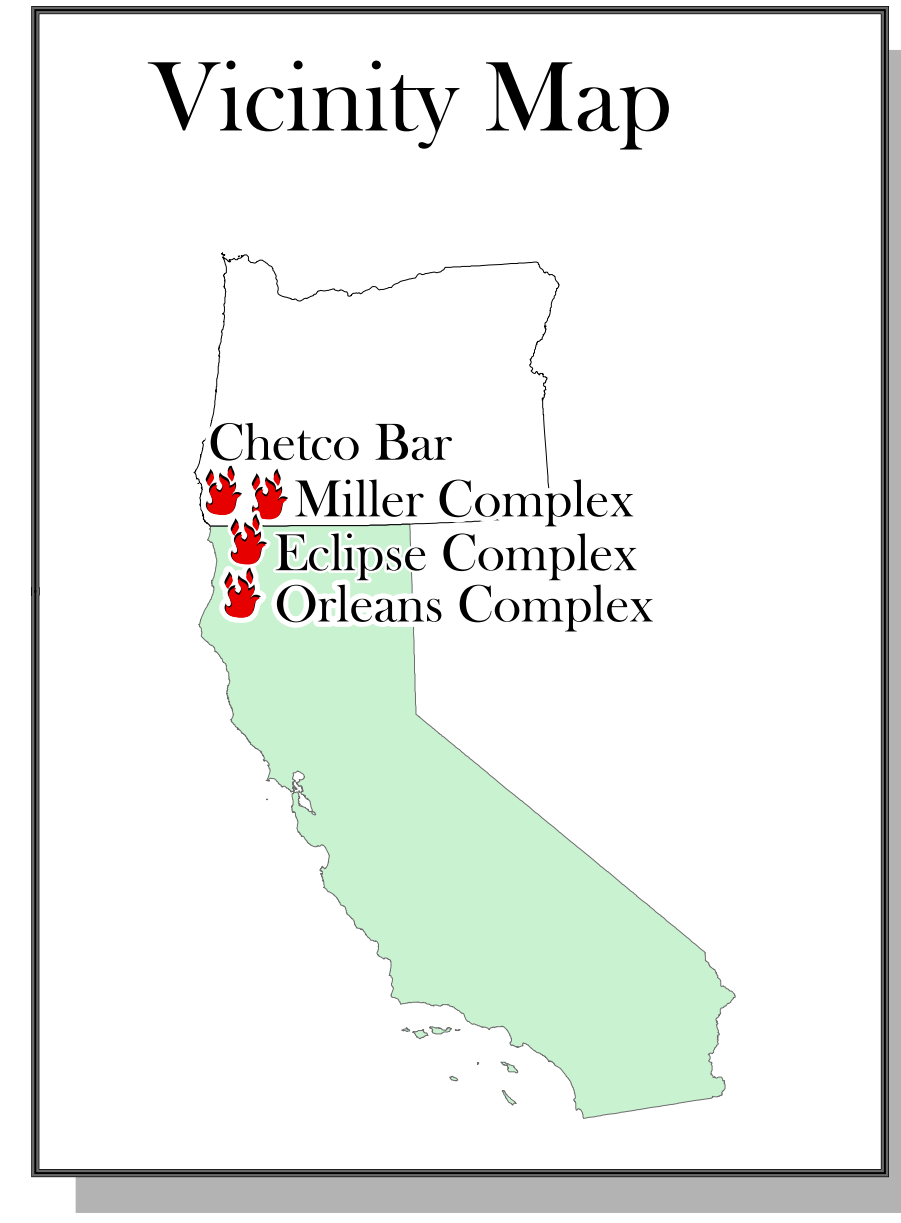 Vicinity Map
Chetco Bar
Miller Complex
Eclipse Complex
Orleans Complex